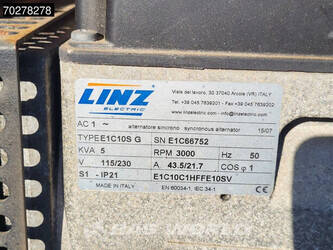 70278278
LINZ
ELECTRIC
Viale del lavoro, 30 37040 Arcole (VR) ITALY
Tel. +39 045 7639201 - Fax +39 045 7639202
www.linzelectric.com info@linzelectric.com
AC 1 ~ alternatore sincrono syncronous alternator 15/07
TYPE E1C10S G SN E1C66752
KVA 5 RPM 3000 Hz 50
V 115/230 A 43.5/21.7 COS φ 1
S1 - IP21 E1C10C1HFFE10SV
MADE IN ITALY EN 60034-1, IEC 34-1